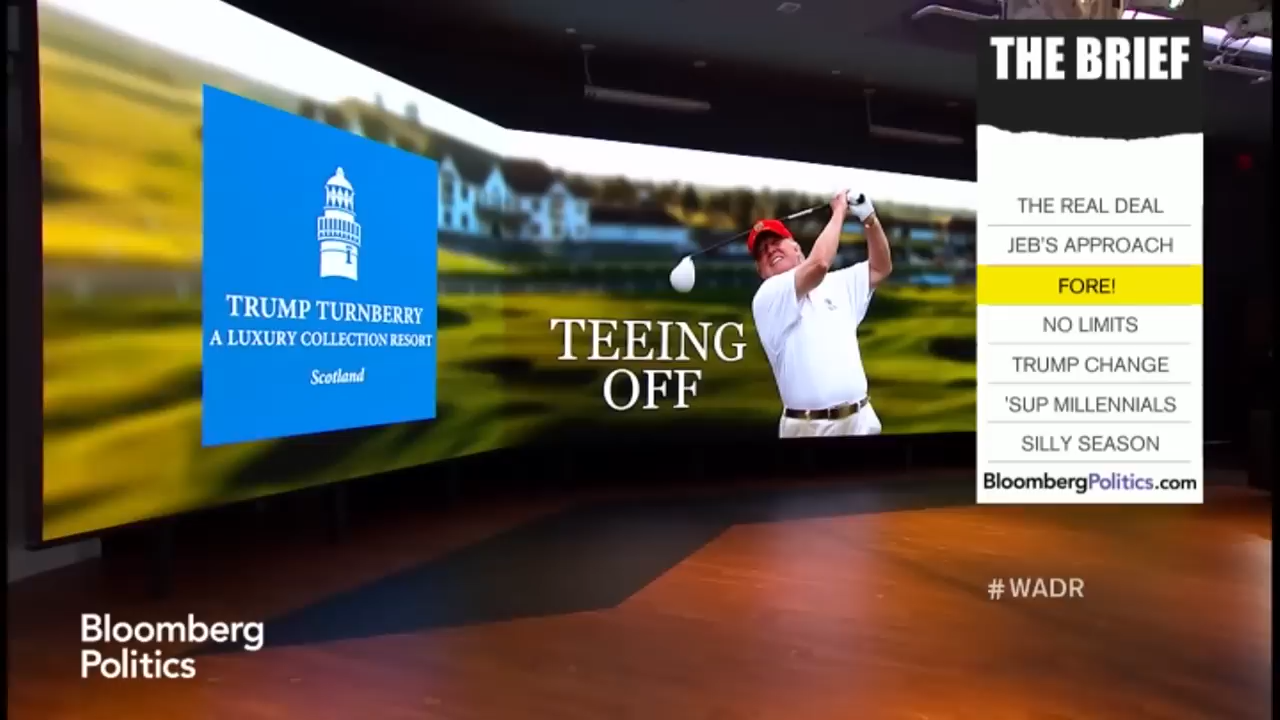 THE BRIEF
TRUMP TURNBERRY
A LUXURY COLLECTION RESORT
Scotland
TEEING
OFF
THE REAL DEAL
JEB'S APPROACH
FORE!
NO LIMITS
TRUMP CHANGE
'SUP MILLENNIALS
SILLY SEASON
BloombergPolitics.com
#WADR
Bloomberg
Politics